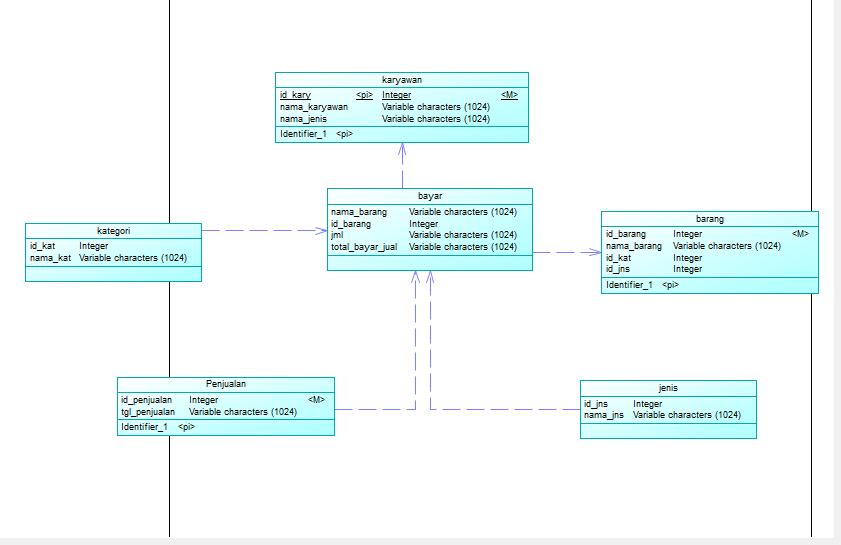 karyawan
id_kary <pi> Integer <M>
nama_karyawan Variable characters (1024)
nama_jenis Variable characters (1024)
Identifier_1 <pi>
bayar
nama_barang Variable characters (1024)
id_barang Integer
jml Variable characters (1024)
total_bayar_jual Variable characters (1024)
kategori
id_kat Integer
nama_kat Variable characters (1024)
barang
id_barang Integer <M>
nama_barang Variable characters (1024)
id_kat Integer
id_jns Integer
Identifier_1 <pi>
Penjualan
id_penjualan Integer <M>
tgl_penjualan Variable characters (1024)
Identifier_1 <pi>
jenis
id_jns Integer
nama_jns Variable characters (1024)